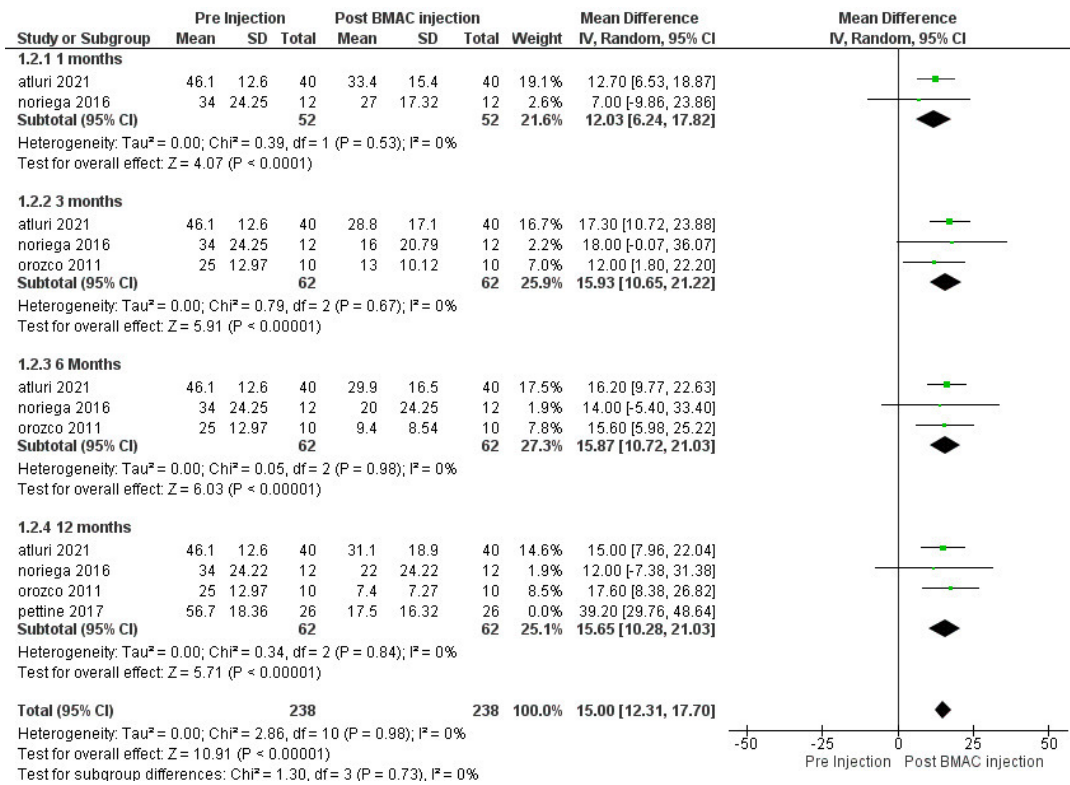 Pre Injection Post BMAC injection Mean Difference Mean Difference
Study or Subgroup Mean SD Total Mean SD Total Weight IV, Random, 95% CI IV, Random, 95% CI
1.2.1 1 months
atluri 2021 46.1 12.6 40 33.4 15.4 40 19.1% 12.70 [6.53, 18.87]
noriega 2016 34 24.25 12 27 17.32 12 2.6% 7.00 [-9.86, 23.86]
Subtotal (95% CI) 52 52 21.6% 12.03 [6.24, 17.82]
Heterogeneity: Tau² = 0.00; Chi² = 0.39, df = 1 (P = 0.53); I² = 0%
Test for overall effect: Z = 4.07 (P < 0.0001)
1.2.2 3 months
atluri 2021 46.1 12.6 40 28.8 17.1 40 16.7% 17.30 [10.72, 23.88]
noriega 2016 34 24.25 12 16 20.79 12 2.2% 18.00 [-0.07, 36.07]
orozco 2011 25 12.97 10 13 10.12 10 7.0% 12.00 [1.80, 22.20]
Subtotal (95% CI) 62 62 25.9% 15.93 [10.65, 21.22]
Heterogeneity: Tau² = 0.00; Chi² = 0.79, df = 2 (P = 0.67); I² = 0%
Test for overall effect: Z = 5.91 (P < 0.00001)
1.2.3 6 Months
atluri 2021 46.1 12.6 40 29.9 16.5 40 17.5% 16.20 [9.77, 22.63]
noriega 2016 34 24.25 12 20 24.25 12 1.9% 14.00 [-5.40, 33.40]
orozco 2011 25 12.97 10 9.4 8.54 10 7.8% 15.60 [5.98, 25.22]
Subtotal (95% CI) 62 62 27.3% 15.87 [10.72, 21.03]
Heterogeneity: Tau² = 0.00; Chi² = 0.05, df = 2 (P = 0.98); I² = 0%
Test for overall effect: Z = 6.03 (P < 0.00001)
1.2.4 12 months
atluri 2021 46.1 12.6 40 31.1 18.9 40 14.6% 15.00 [7.96, 22.04]
noriega 2016 34 24.22 12 22 24.22 12 1.9% 12.00 [-7.38, 31.38]
orozco 2011 25 12.97 10 7.4 7.27 10 8.5% 17.60 [8.38, 26.82]
pettine 2017 56.7 18.36 26 17.5 16.32 26 0.0% 39.20 [29.76, 48.64]
Subtotal (95% CI) 62 62 25.1% 15.65 [10.28, 21.03]
Heterogeneity: Tau² = 0.00; Chi² = 0.34, df = 2 (P = 0.84); I² = 0%
Test for overall effect: Z = 5.71 (P < 0.00001)
Total (95% CI) 238 238 100.0% 15.00 [12.31, 17.70]
Heterogeneity: Tau² = 0.00; Chi² = 2.86, df = 10 (P = 0.98); I² = 0%
Test for overall effect: Z = 10.91 (P < 0.00001)
Test for subgroup differences: Chi² = 1.30, df = 3 (P = 0.73), I² = 0%
-50 -25 0 25 50
Pre Injection Post BMAC injection